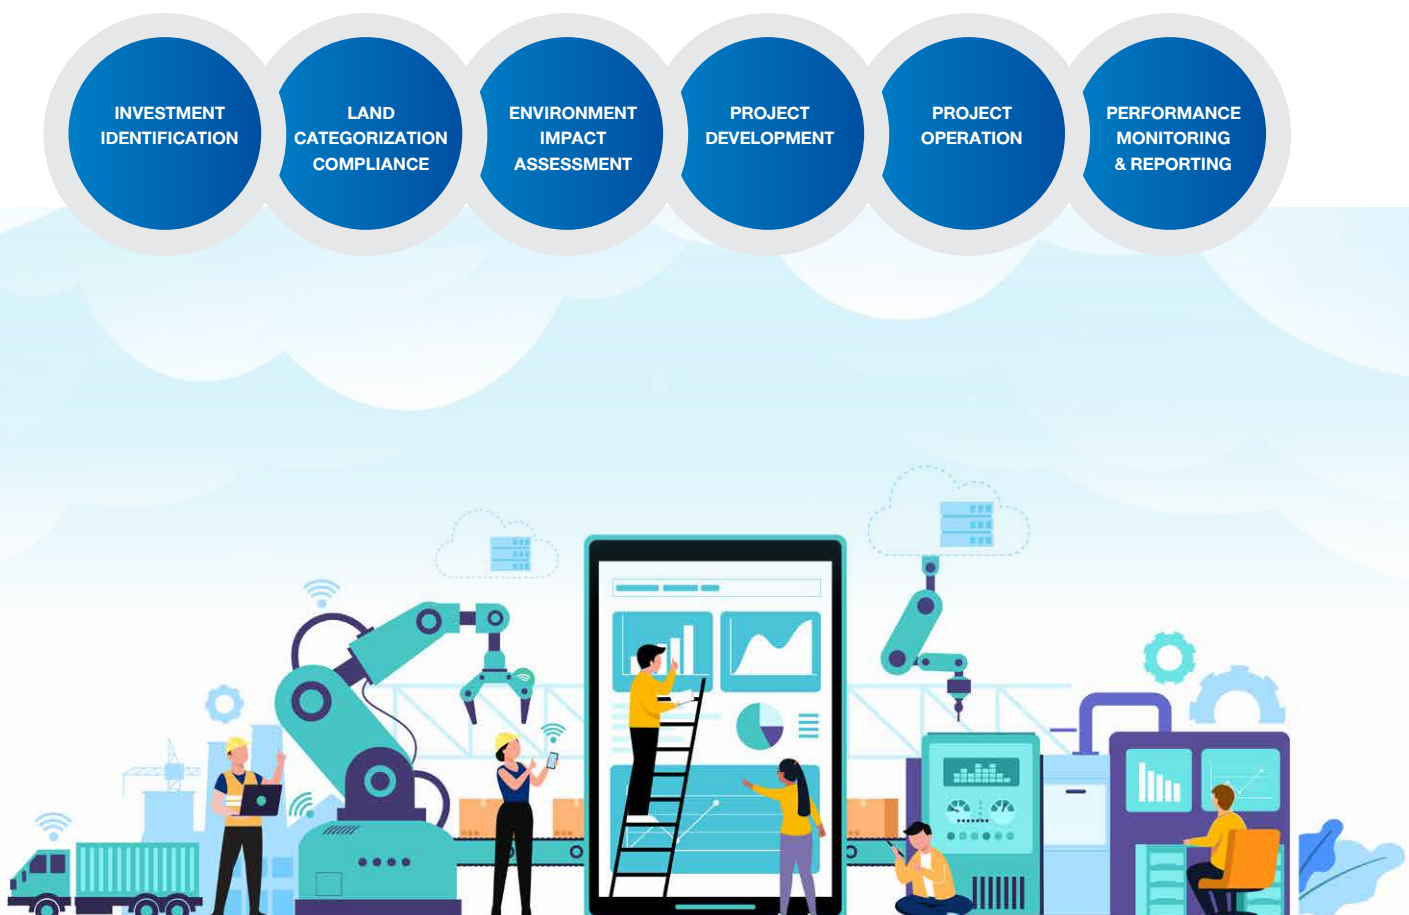 INVESTMENT
IDENTIFICATION
LAND
CATEGORIZATION
COMPLIANCE
ENVIRONMENT
IMPACT
ASSESSMENT
PROJECT
DEVELOPMENT
PROJECT
OPERATION
PERFORMANCE
MONITORING
& REPORTING